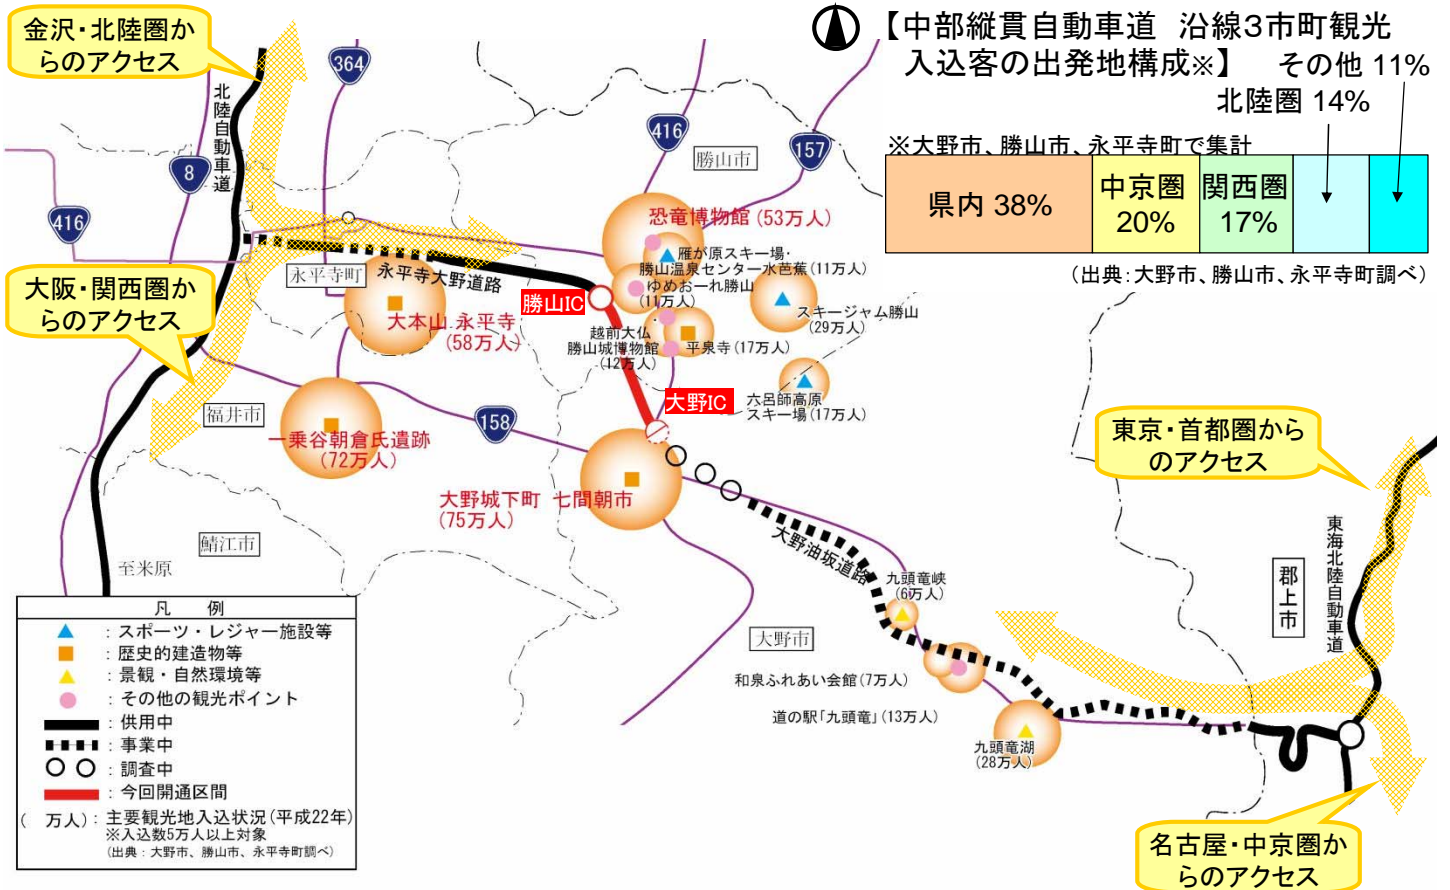 金沢・北陸圏か
らのアクセス
【中部縦貫自動車道 沿線3市町観光
入込客の出発地構成※】
その他 11%
北陸圏 14%
※大野市、勝山市、永平寺町で集計
県内 38%
中京圏
20%
関西圏
17%
(出典:大野市、勝山市、永平寺町調べ)
364
北陸自動車道
8
416
416
勝山市
157
恐竜博物館(53万人)
雁が原スキー場・
勝山温泉センター水芭蕉(11万人)
ゆめおーれ勝山
(11万人)
永平寺町
永平寺大野道路
大阪・関西圏か
らのアクセス
勝山IC
大本山 永平寺
(58万人)
スキージャム勝山
(29万人)
越前大仏
勝山城博物館
(12万人)
平泉寺(17万人)
大野IC
六呂師高原
スキー場(17万人)
福井市
158
一乗谷朝倉氏遺跡
(72万人)
東京・首都圏から
のアクセス
大野城下町 七間朝市
(75万人)
鯖江市
至米原
大野油坂道路
東海北陸自動車道
郡上市
九頭竜峡
(6万人)
大野市
和泉ふれあい会館(7万人)
道の駅「九頭竜」(13万人)
九頭竜湖
(28万人)
名古屋・中京圏か
らのアクセス
凡 例
:スポーツ・レジャー施設等
:歴史的建造物等
:景観・自然環境等
:その他の観光ポイント
:供用中
:事業中
:調査中
:今回開通区間
( 万人):主要観光地入込状況(平成22年)
※入込数5万人以上対象
(出典:大野市、勝山市、永平寺町調べ)